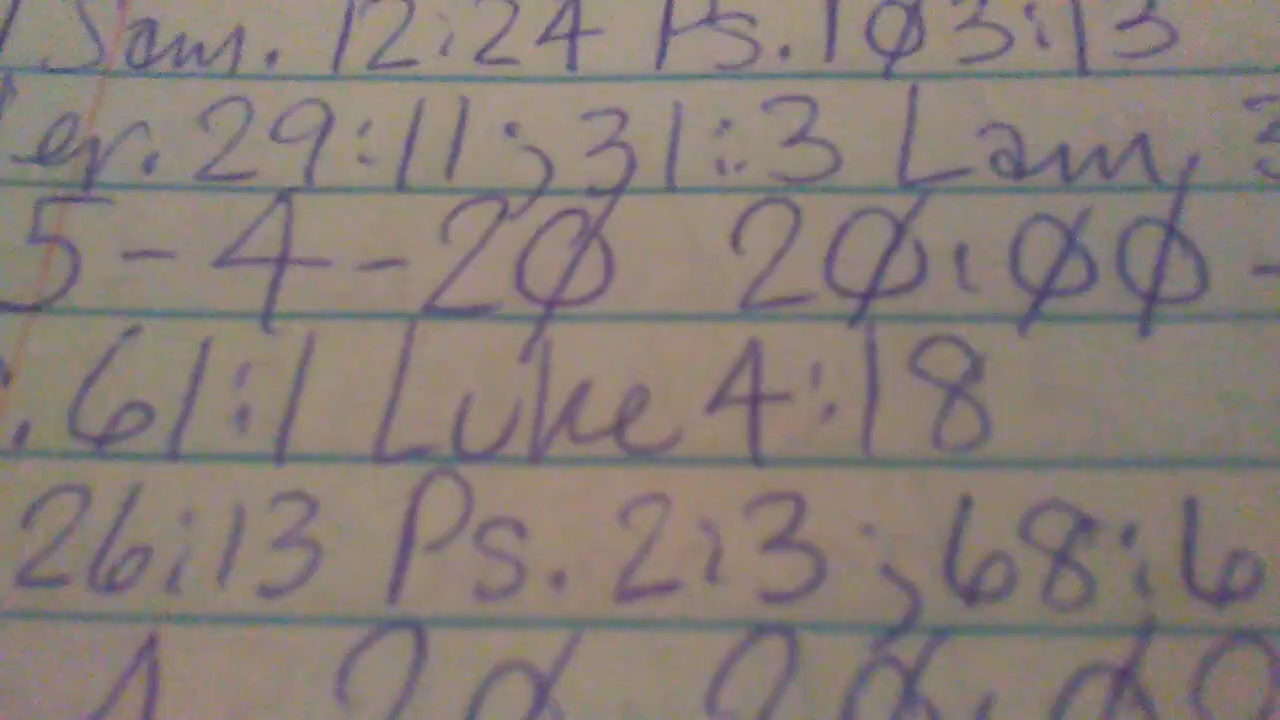 Sam. 12:24 Ps. 103:13
er. 29:11; 31:3 Lam. 3
5-4-20 20:00 -
. 61:1 Luke 4:18
26:13 Ps. 2:3; 68:6